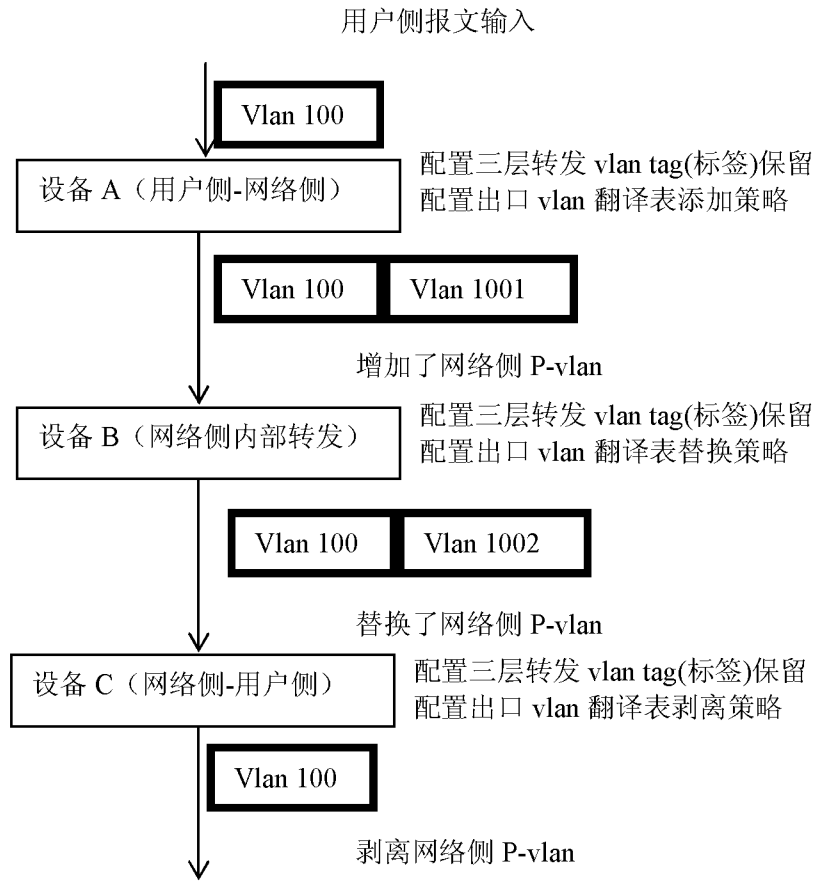 用户侧报文输入
Vlan 100
设备 A（用户侧-网络侧）
配置三层转发 vlan tag(标签)保留
配置出口 vlan 翻译表添加策略
Vlan 100 Vlan 1001
增加了网络侧 P-vlan
设备 B（网络侧内部转发）
配置三层转发 vlan tag(标签)保留
配置出口 vlan 翻译表替换策略
Vlan 100 Vlan 1002
替换了网络侧 P-vlan
设备 C（网络侧-用户侧）
配置三层转发 vlan tag(标签)保留
配置出口 vlan 翻译表剥离策略
Vlan 100
剥离网络侧 P-vlan